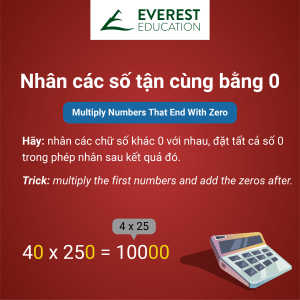 EVEREST
EDUCATION
Nhân các số tận cùng bằng 0
Multiply Numbers That End With Zero
Hãy: nhân các chữ số khác 0 với nhau, đặt tất cả số 0
trong phép nhân sau kết quả đó.
Trick: multiply the first numbers and add the zeros after.
4 x 25
40 x 250 = 10000